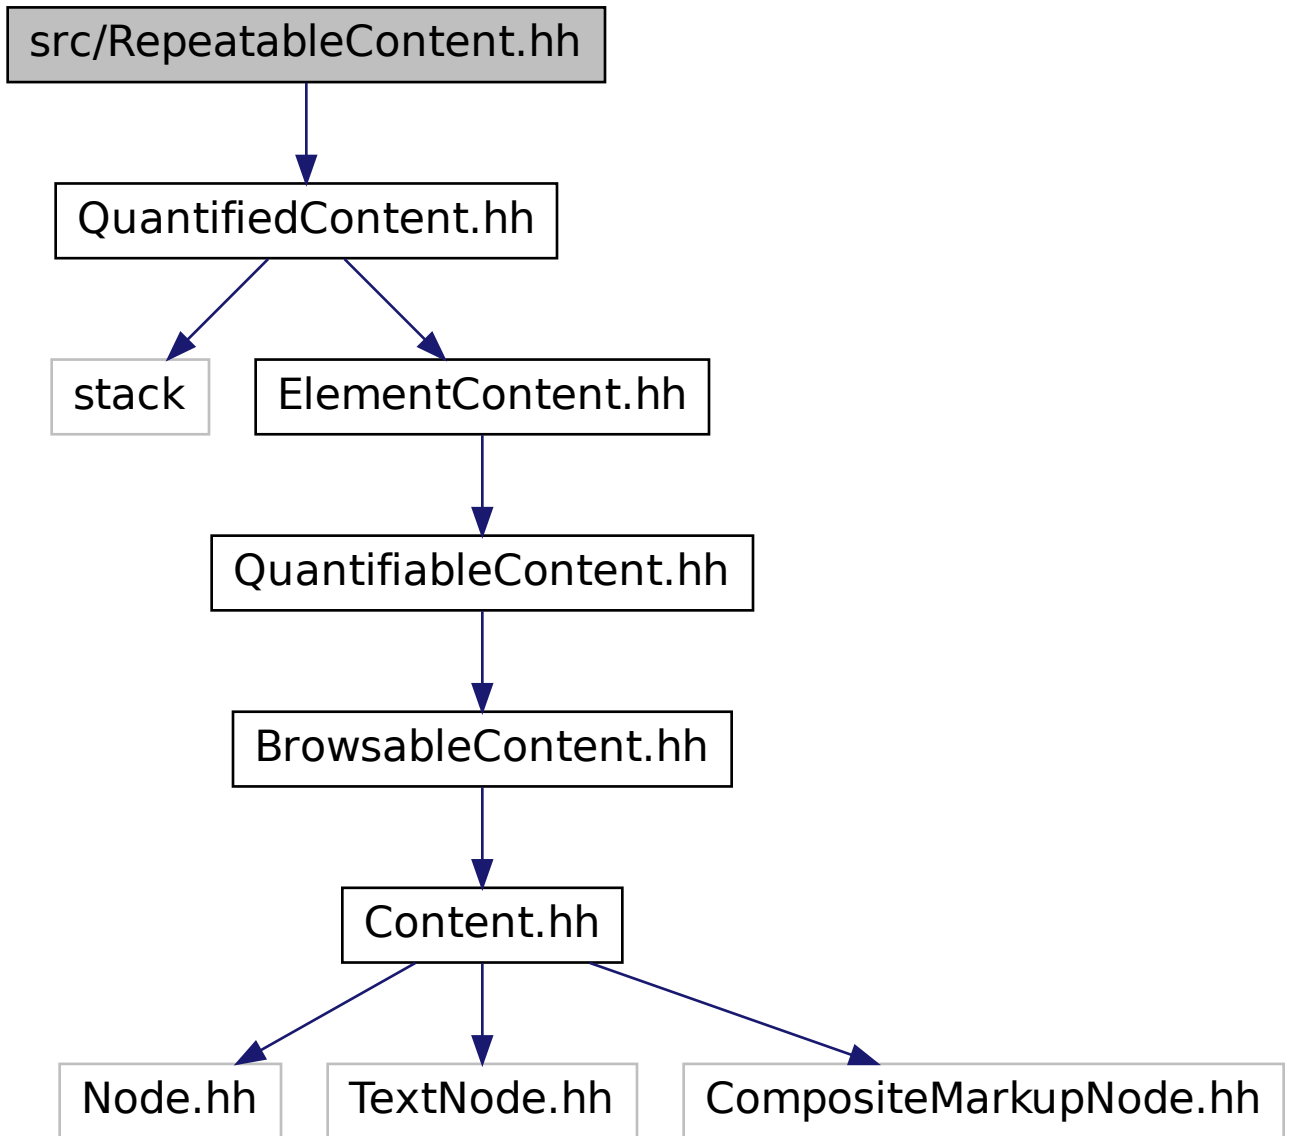 src/RepeatableContent.hh
QuantifiedContent.hh
stack
ElementContent.hh
QuantifiableContent.hh
BrowsableContent.hh
Content.hh
Node.hh
TextNode.hh
CompositeMarkupNode.hh